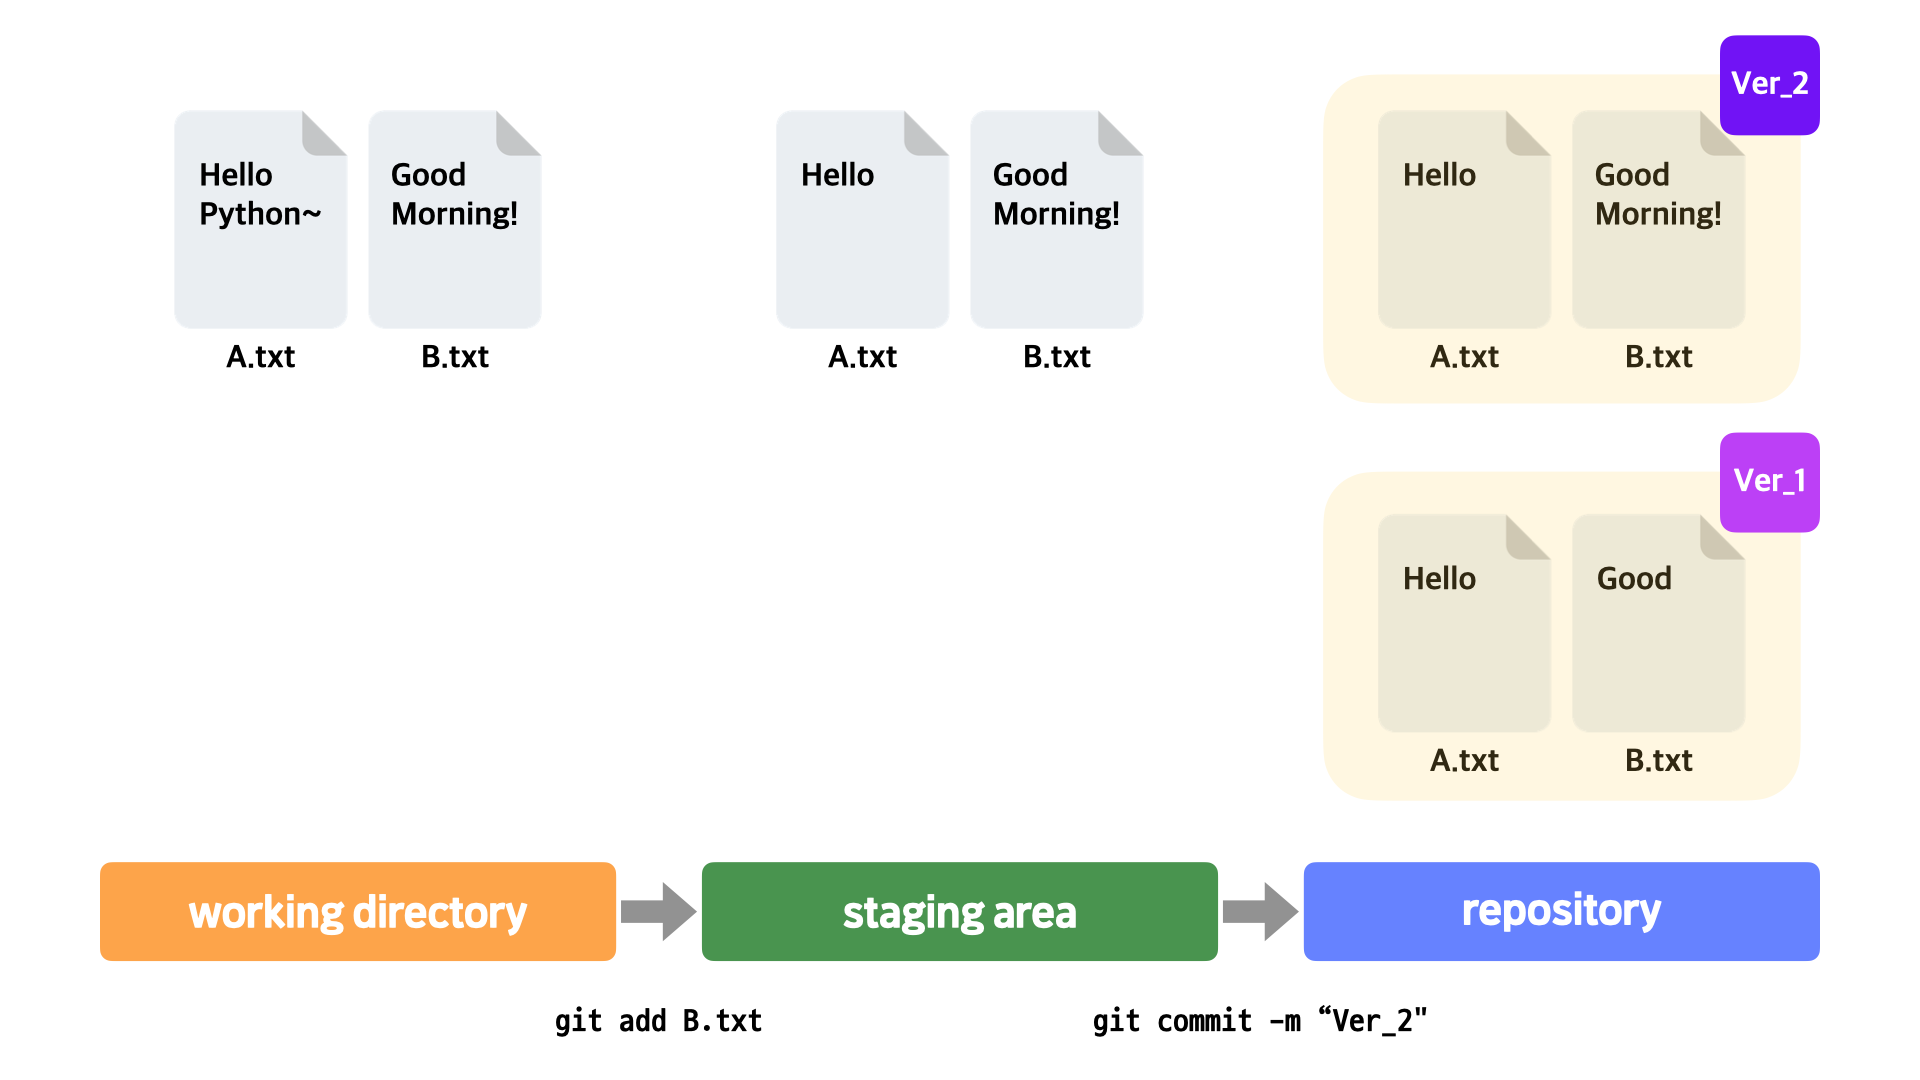 Ver_2
Hello
Python~
Good
Morning!
A.txt
B.txt
Hello
Good
Morning!
A.txt
B.txt
Hello
Good
Morning!
A.txt
B.txt
Ver_1
Hello
Good
A.txt
B.txt
working directory
staging area
repository
git add B.txt
git commit -m “Ver_2"